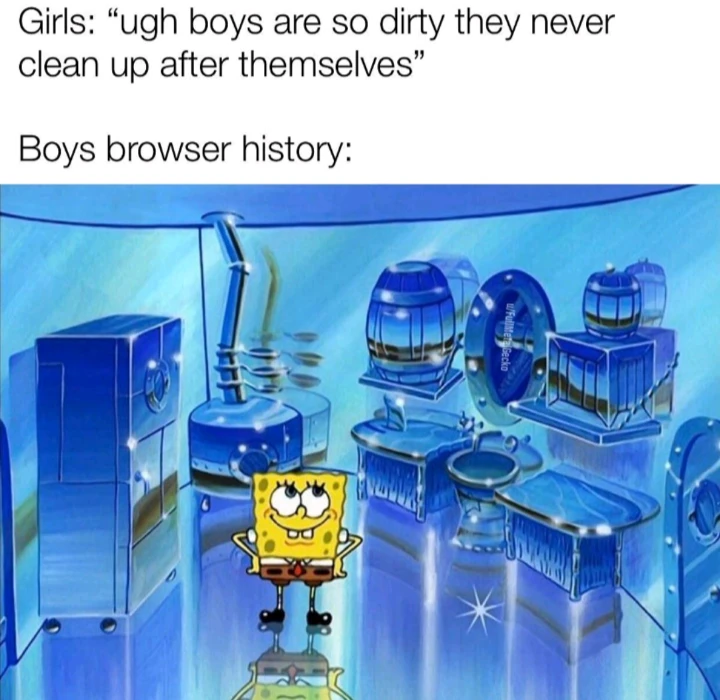 Girls: “ugh boys are so dirty they never
clean up after themselves”
Boys browser history: